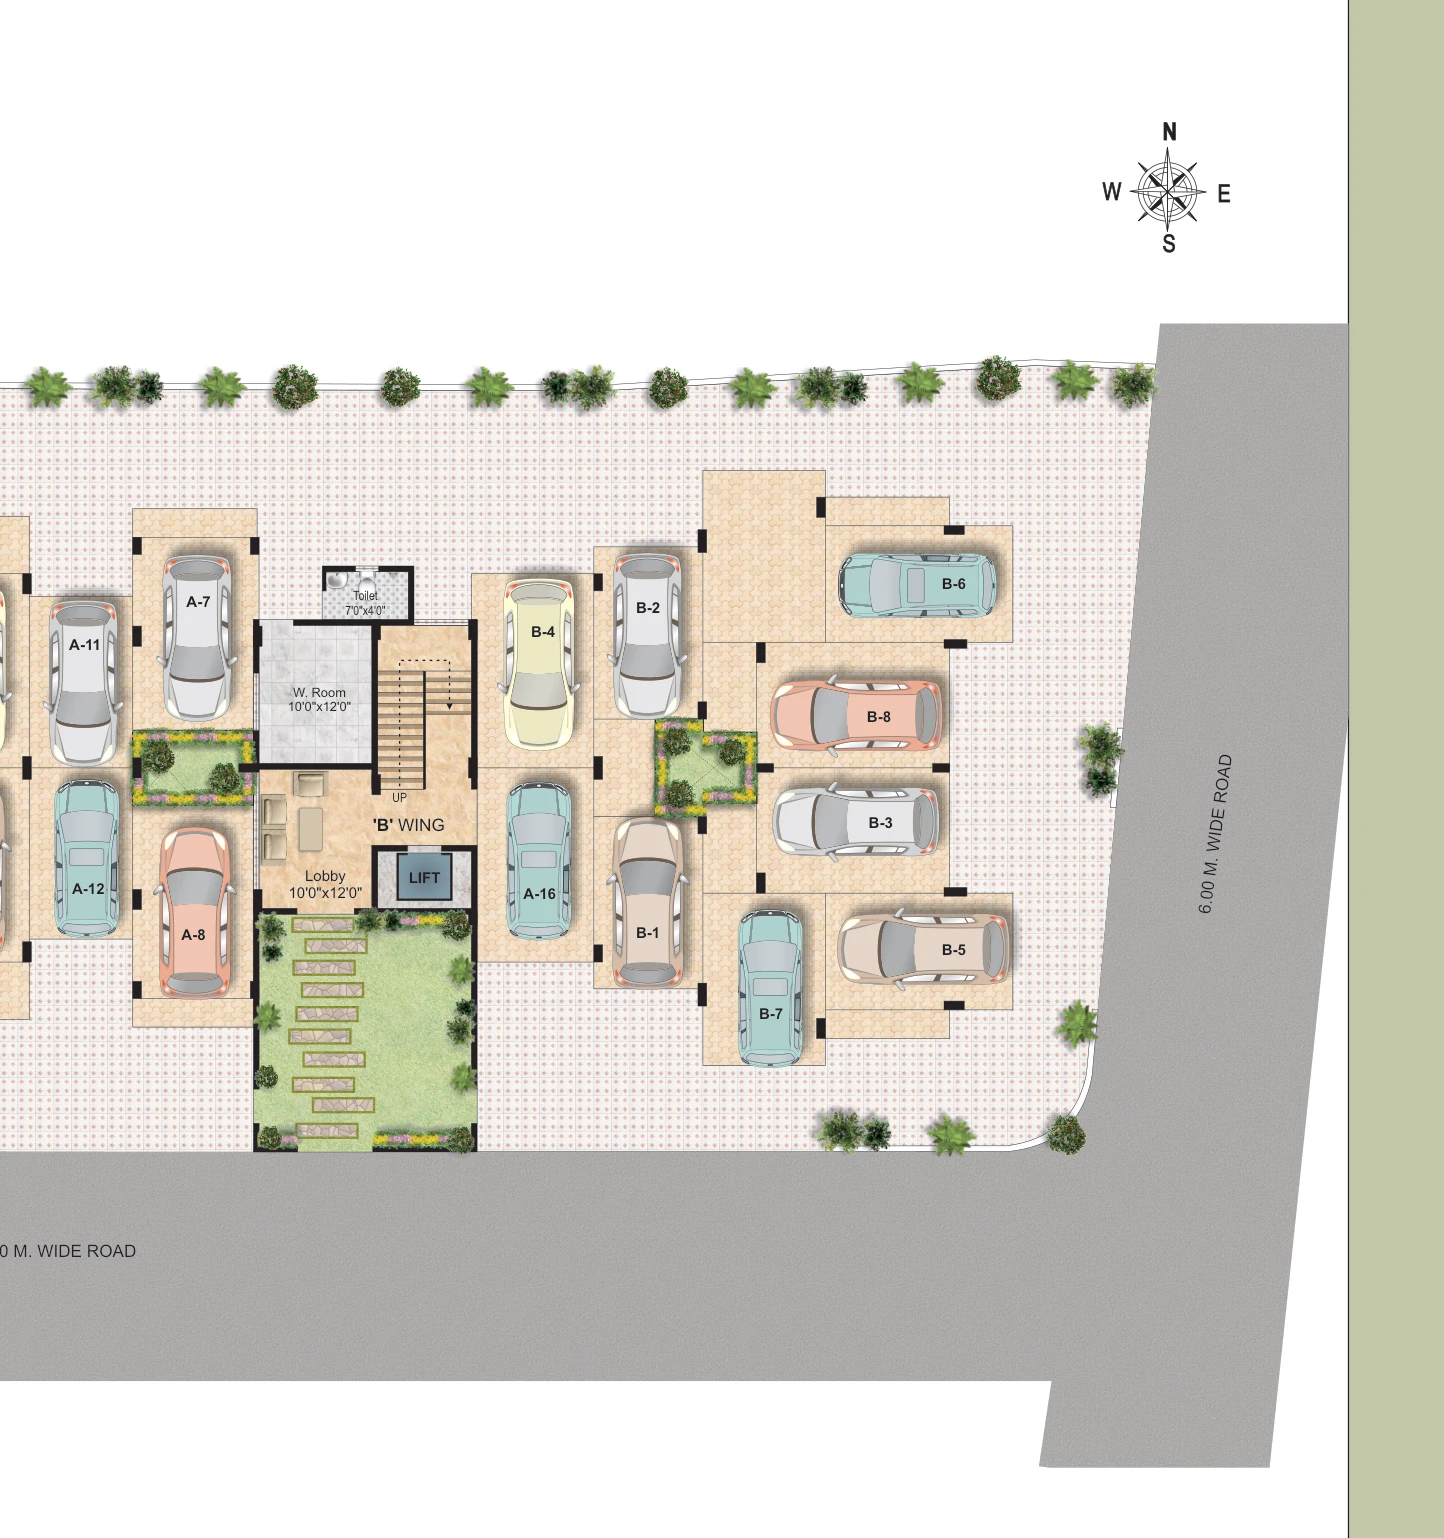 N
W
E
S
A-7
Toilet
7'0"x4'0"
B-6
B-2
B-4
A-11
W. Room
10'0"x12'0"
B-8
UP
'B' WING
B-3
6.00 M. WIDE ROAD
Lobby
10'0"x12'0"
LIFT
A-12
A-16
A-8
B-1
B-5
B-7
0 M. WIDE ROAD